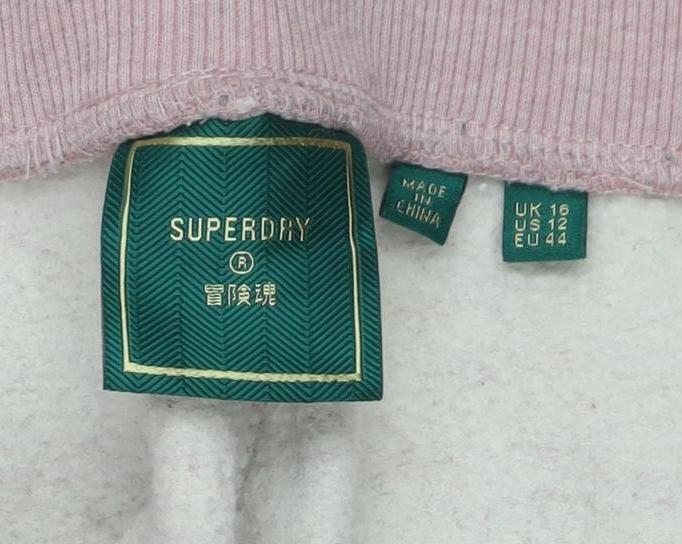 SUPERDRY
®
冒険魂
MADE
IN
CHINA
UK 16
US 12
EU 44